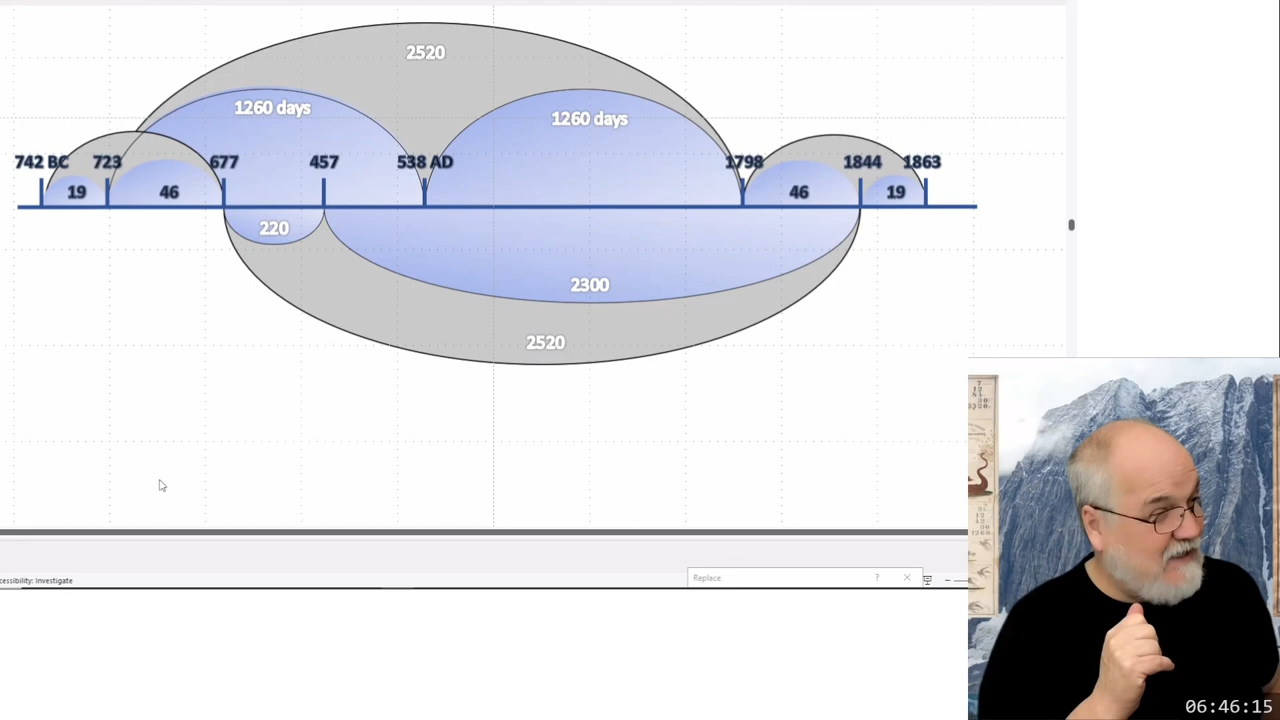 2520
1260 days
1260 days
742 BC 723 677 457 538 AD 1798 1844 1863
19 46 46 19
220
2300
2520
cessibility: Investigate
Replace ?
06:46:15